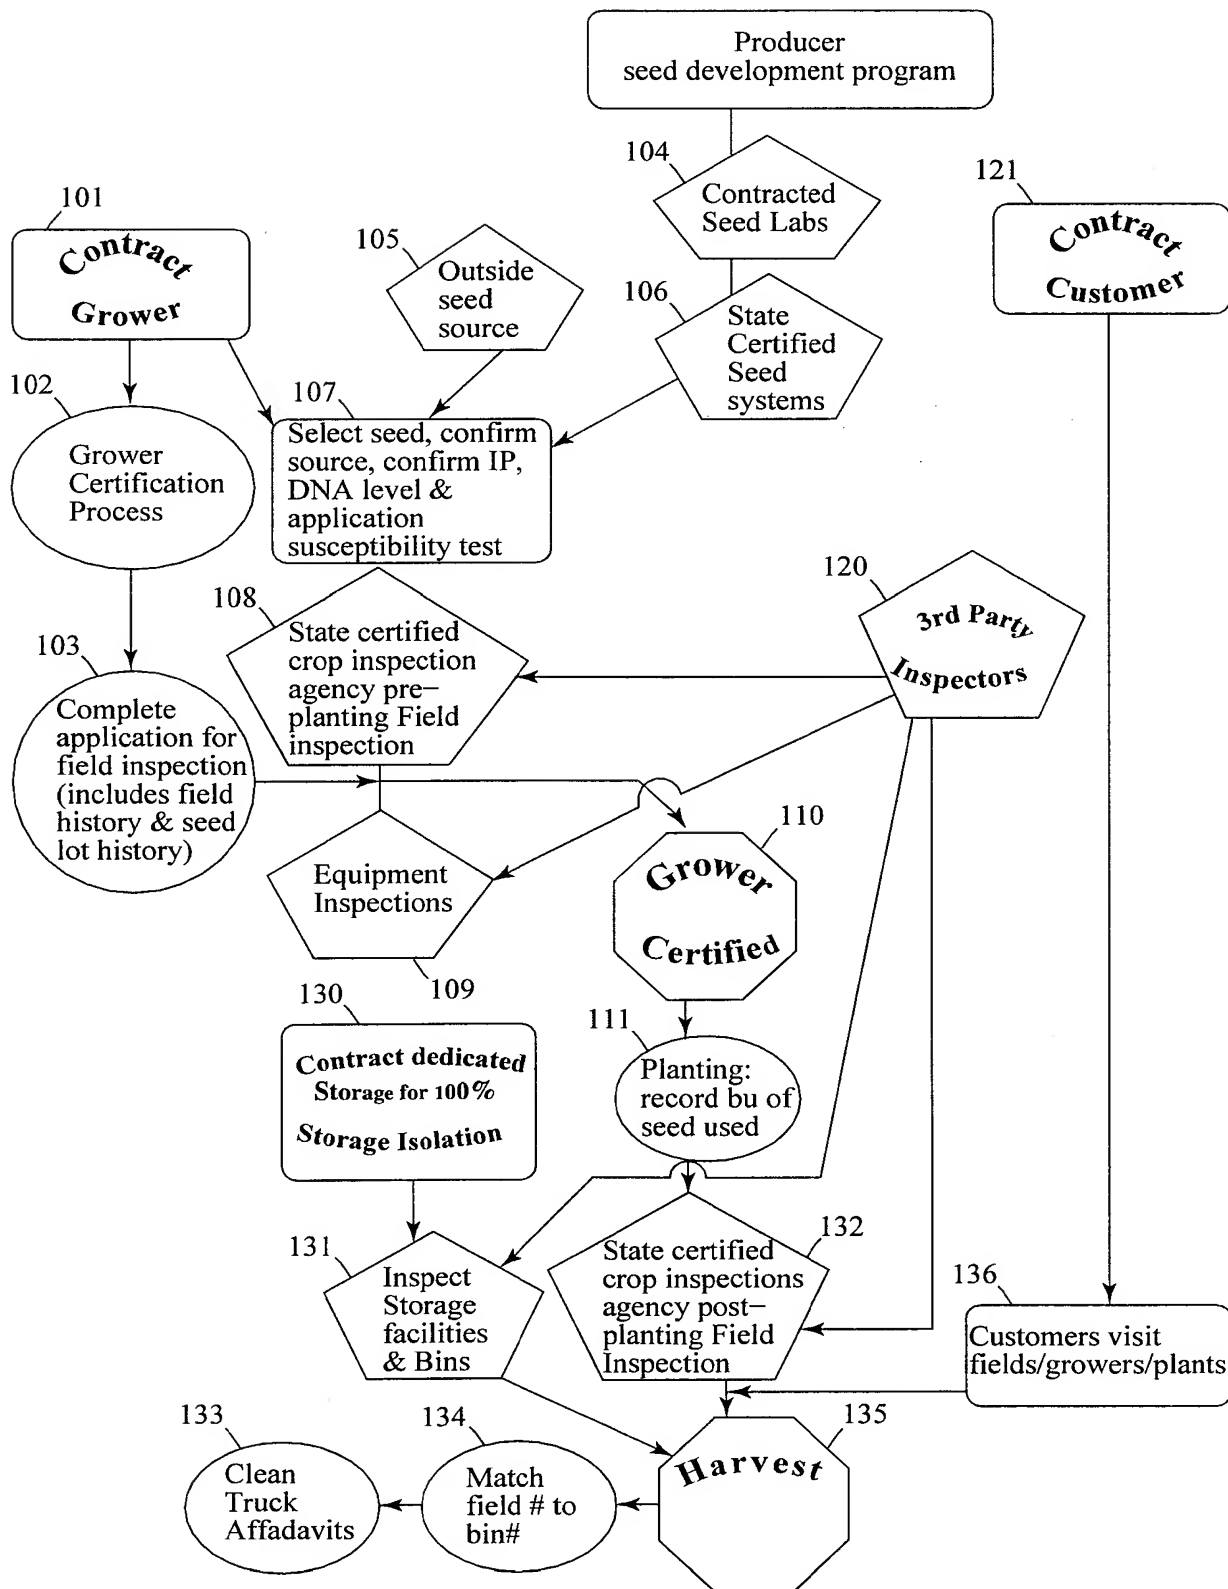 Producer
seed development program
104
Contracted
Seed Labs
121
Contract
Customer
101
Contract
Grower
105
Outside
seed
source
106
State
Certified
Seed
systems
102
Grower
Certification
Process
107
Select seed, confirm
source, confirm IP,
DNA level &
application
susceptibility test
108
State certified
crop inspection
agency pre–
planting Field
inspection
120
3rd Party
Inspectors
103
Complete
application for
field inspection
(includes field
history & seed
lot history)
Equipment
Inspections
109
110
Grower
Certified
130
Contract dedicated
Storage for 100%
Storage Isolation
111
Planting:
record bu of
seed used
131
Inspect
Storage
facilities
& Bins
132
State certified
crop inspections
agency post–
planting Field
Inspection
136
Customers visit
fields/growers/plants
133
Clean
Truck
Affadavits
134
Match
field # to
bin#
135
Harvest